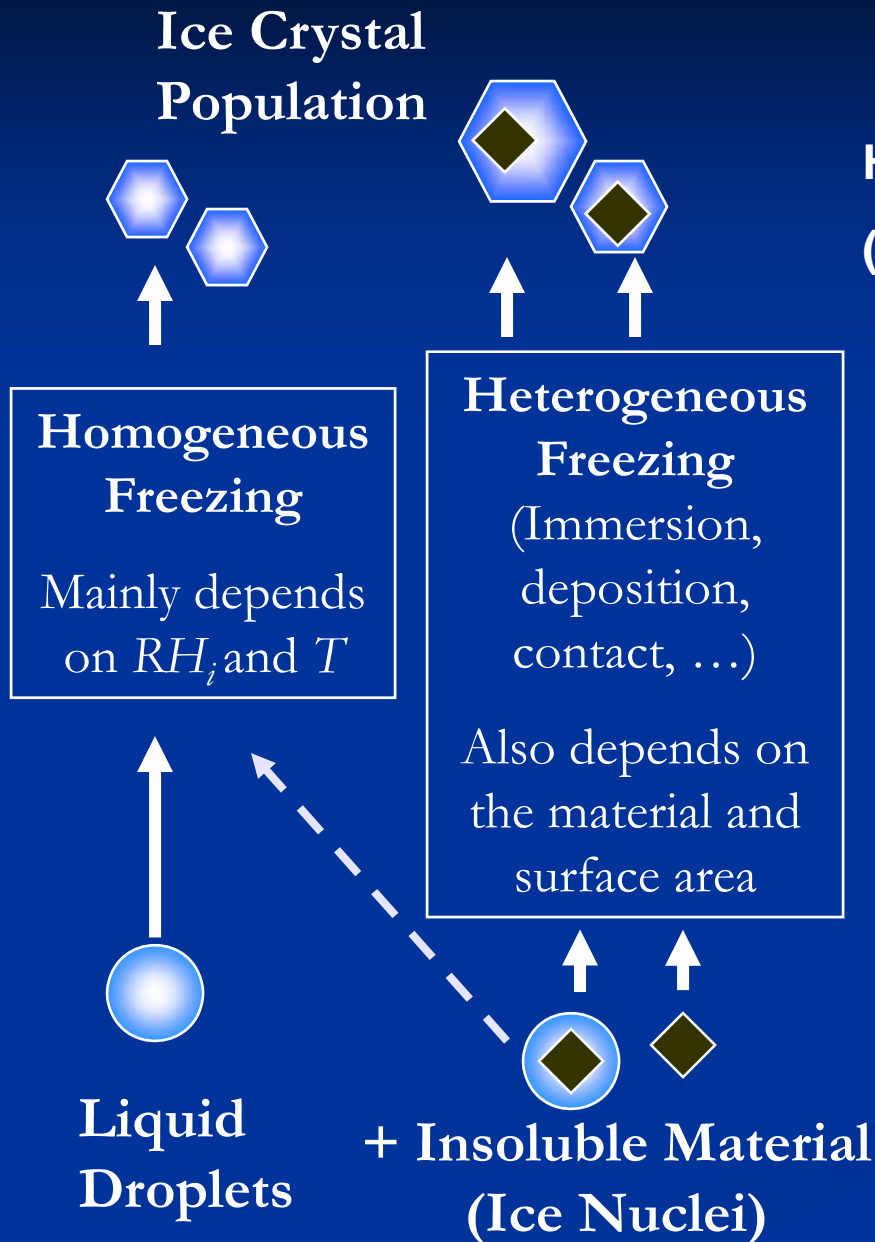 Ice Crystal
Population
H
(
Homogeneous
Freezing
Mainly depends
on RHi and T
Heterogeneous
Freezing
(Immersion,
deposition,
contact, …)
Also depends on
the material and
surface area
Liquid
Droplets
+ Insoluble Material
(Ice Nuclei)